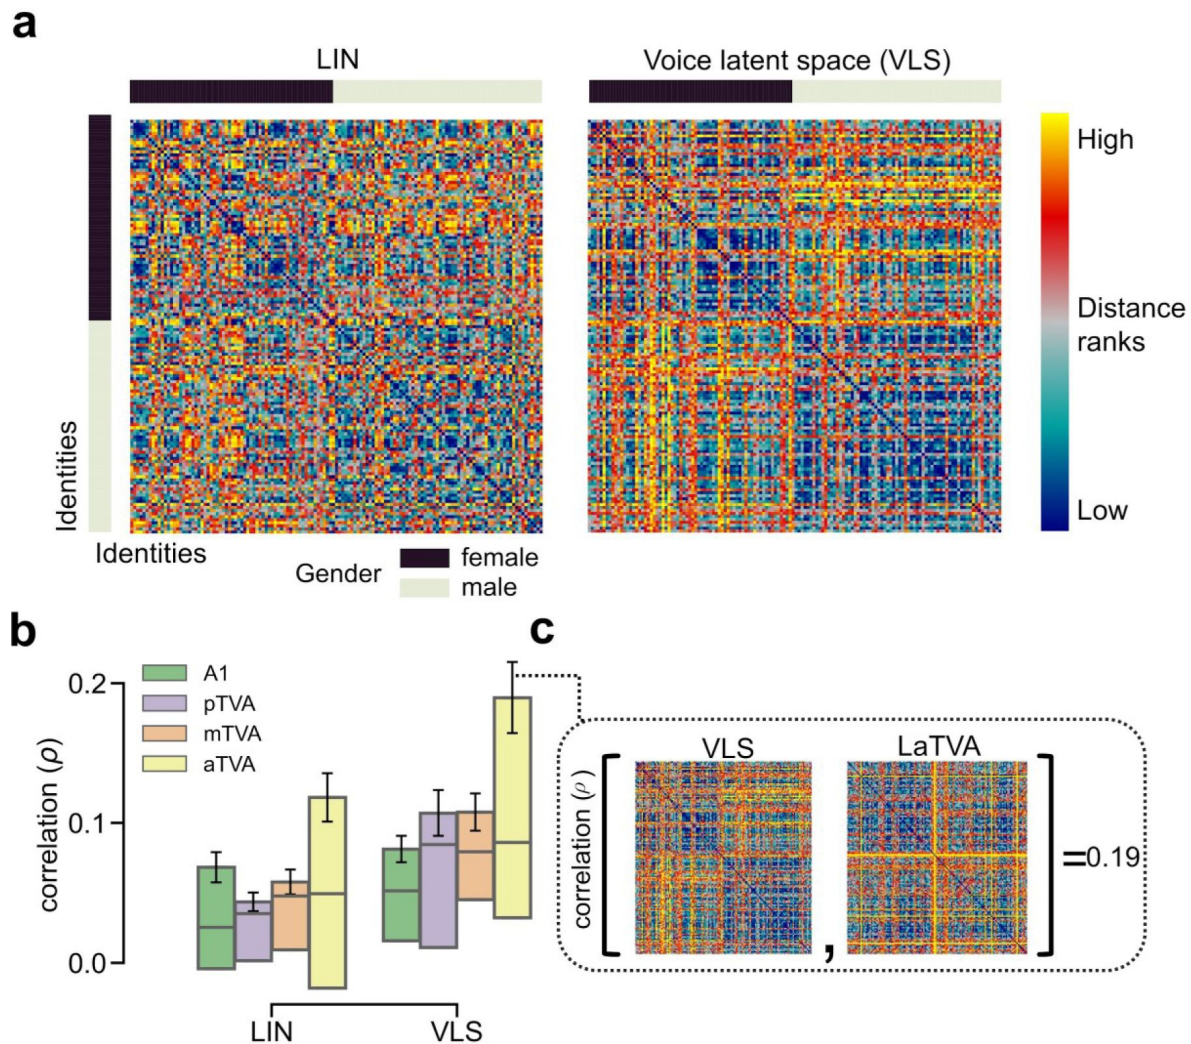 a
LIN
Voice latent space (VLS)
High
Distance
ranks
Low
Identities
Identities
Gender
female
male
b
c
A1
pTVA
mTVA
aTVA
0.2
0.1
0.0
correlation (ρ)
LIN
VLS
VLS
LaTVA
correlation (ρ)
,
=0.19